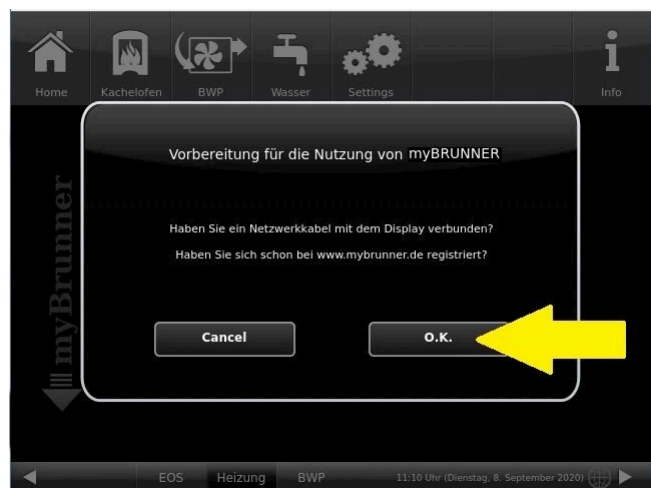 Home Kachelofen BWP Wasser Settings Info
Vorbereitung für die Nutzung von myBRUNNER
myBrunner
Haben Sie ein Netzwerkkabel mit dem Display verbunden?
Haben Sie sich schon bei www.mybrunner.de registriert?
Cancel O.K.
EOS Heizung BWP 11:10 Uhr (Dienstag, 8. September 2020)